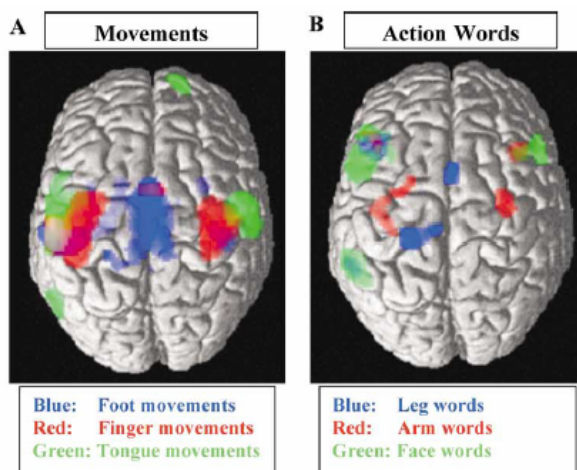 A
Movements
B
Action Words
Blue: Foot movements
Red: Finger movements
Green: Tongue movements
Blue: Leg words
Red: Arm words
Green: Face words